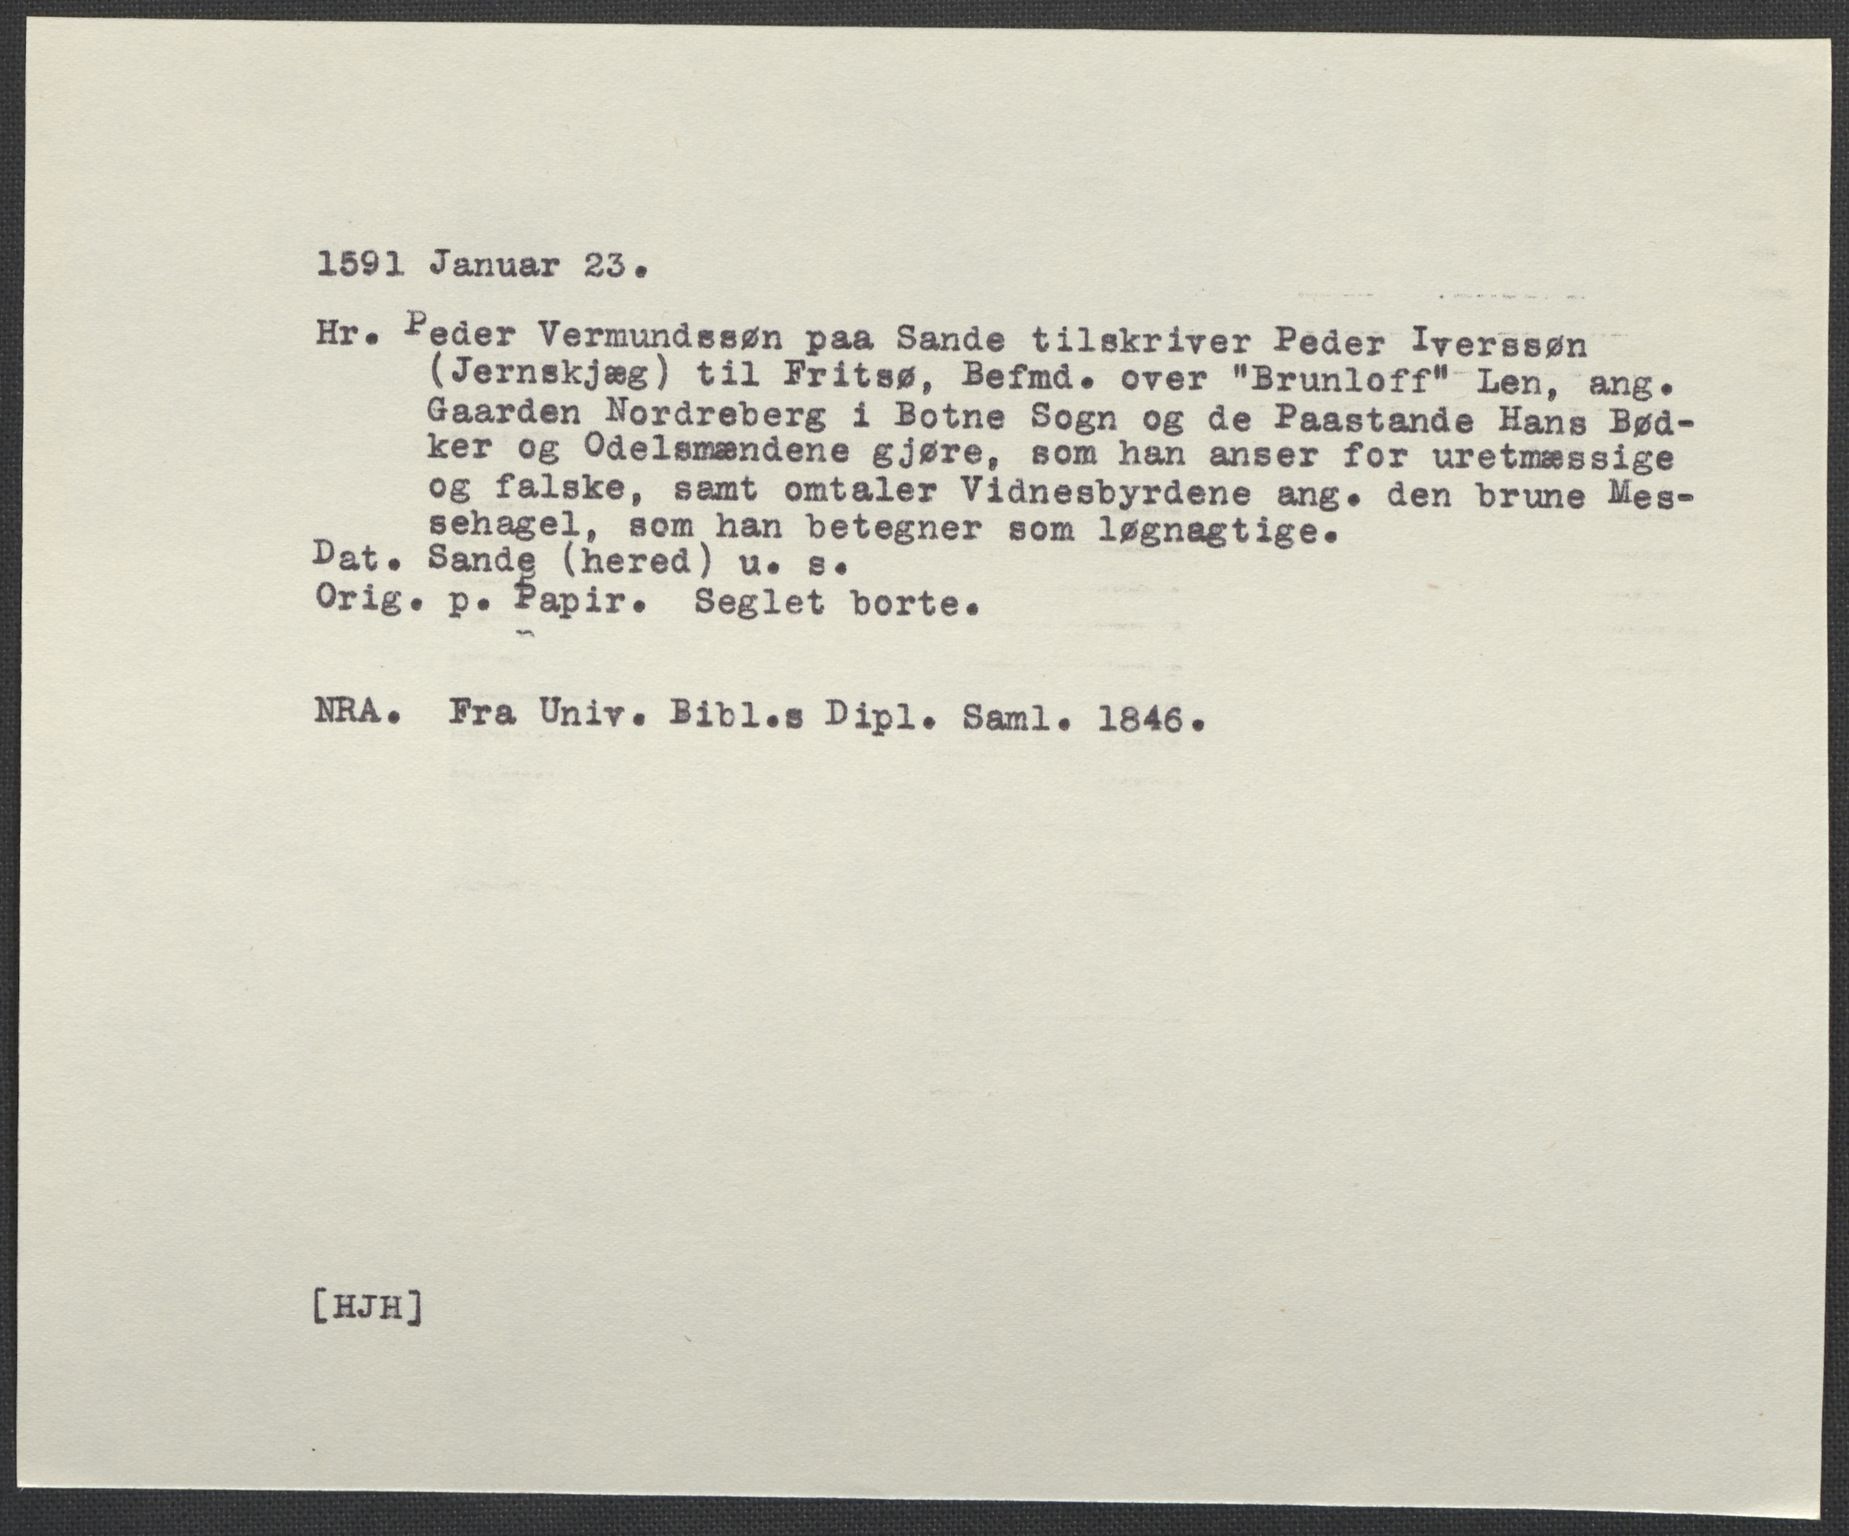 1591 Januar 23.
Hr. Peder Vermundssøn paa Sande tilskriver Peder Iverssøn
(Jernskjæg) til Fritsø, Befmd. over "Brunloff" Len, ang.
Gaarden Nordreberg i Botne Sogn og de Paastande Hans Bød-
ker og Odelsmændene gjøre, som han anser for uretmæssige
og falske, samt omtaler Vidnesbyrdene ang. den brune Mes-
sehagel, som han betegner som løgnagtige.
Dat. Sande (hered) u. s.
Orig. p. Papir. Seglet borte.
NRA. Fra Univ. Bibl.s Dipl. Saml. 1846.
[HJH]